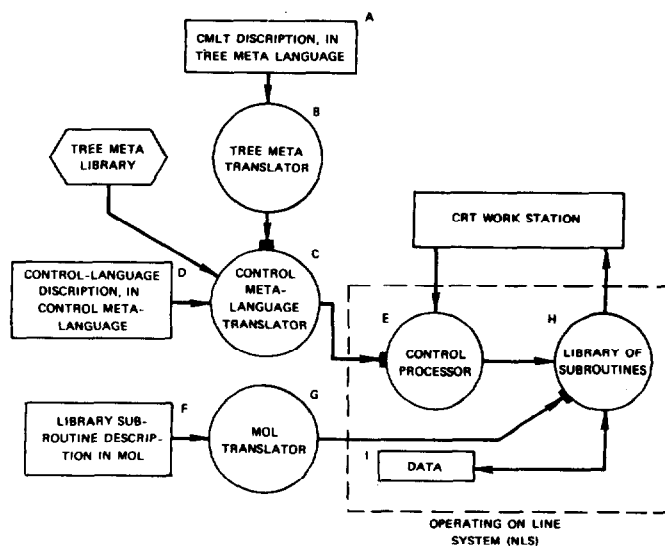 A
CMLT DISCRIPTION, IN
TREE META LANGUAGE
B
TREE META
TRANSLATOR
TREE META
LIBRARY
CRT WORK STATION
C
CONTROL
META-
LANGUAGE
TRANSLATOR
D
CONTROL-LANGUAGE
DISCRIPTION, IN
CONTROL META-
LANGUAGE
E
CONTROL
PROCESSOR
H
LIBRARY OF
SUBROUTINES
F
LIBRARY SUB-
ROUTINE DESCRIP-
TION IN MOL
G
MOL
TRANSLATOR
I
DATA
OPERATING ON LINE
SYSTEM (NLS)